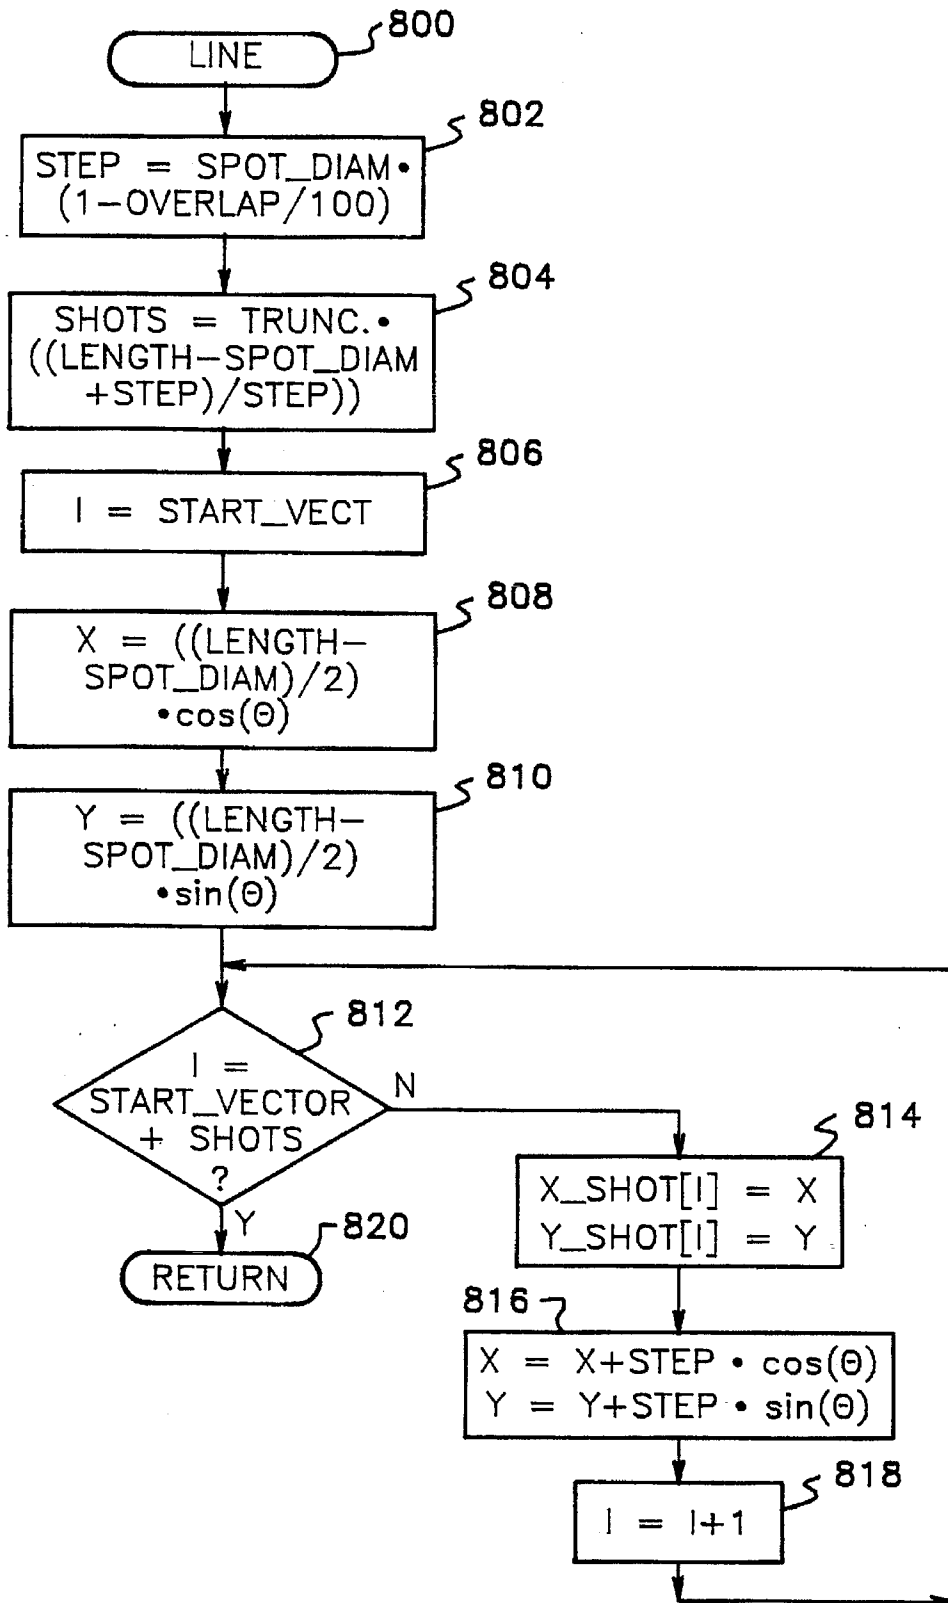 800
LINE
802
STEP = SPOT_DIAM•
(1-OVERLAP/100)
804
SHOTS = TRUNC.•
((LENGTH-SPOT_DIAM
+STEP)/STEP))
806
I = START_VECT
808
X = ((LENGTH-
SPOT_DIAM)/2)
•cos(Θ)
810
Y = ((LENGTH-
SPOT_DIAM)/2)
•sin(Θ)
812
I =
START_VECTOR
+ SHOTS
?
N
Y
820
RETURN
814
X_SHOT[I] = X
Y_SHOT[I] = Y
816
X = X+STEP • cos(Θ)
Y = Y+STEP • sin(Θ)
818
I = I+1